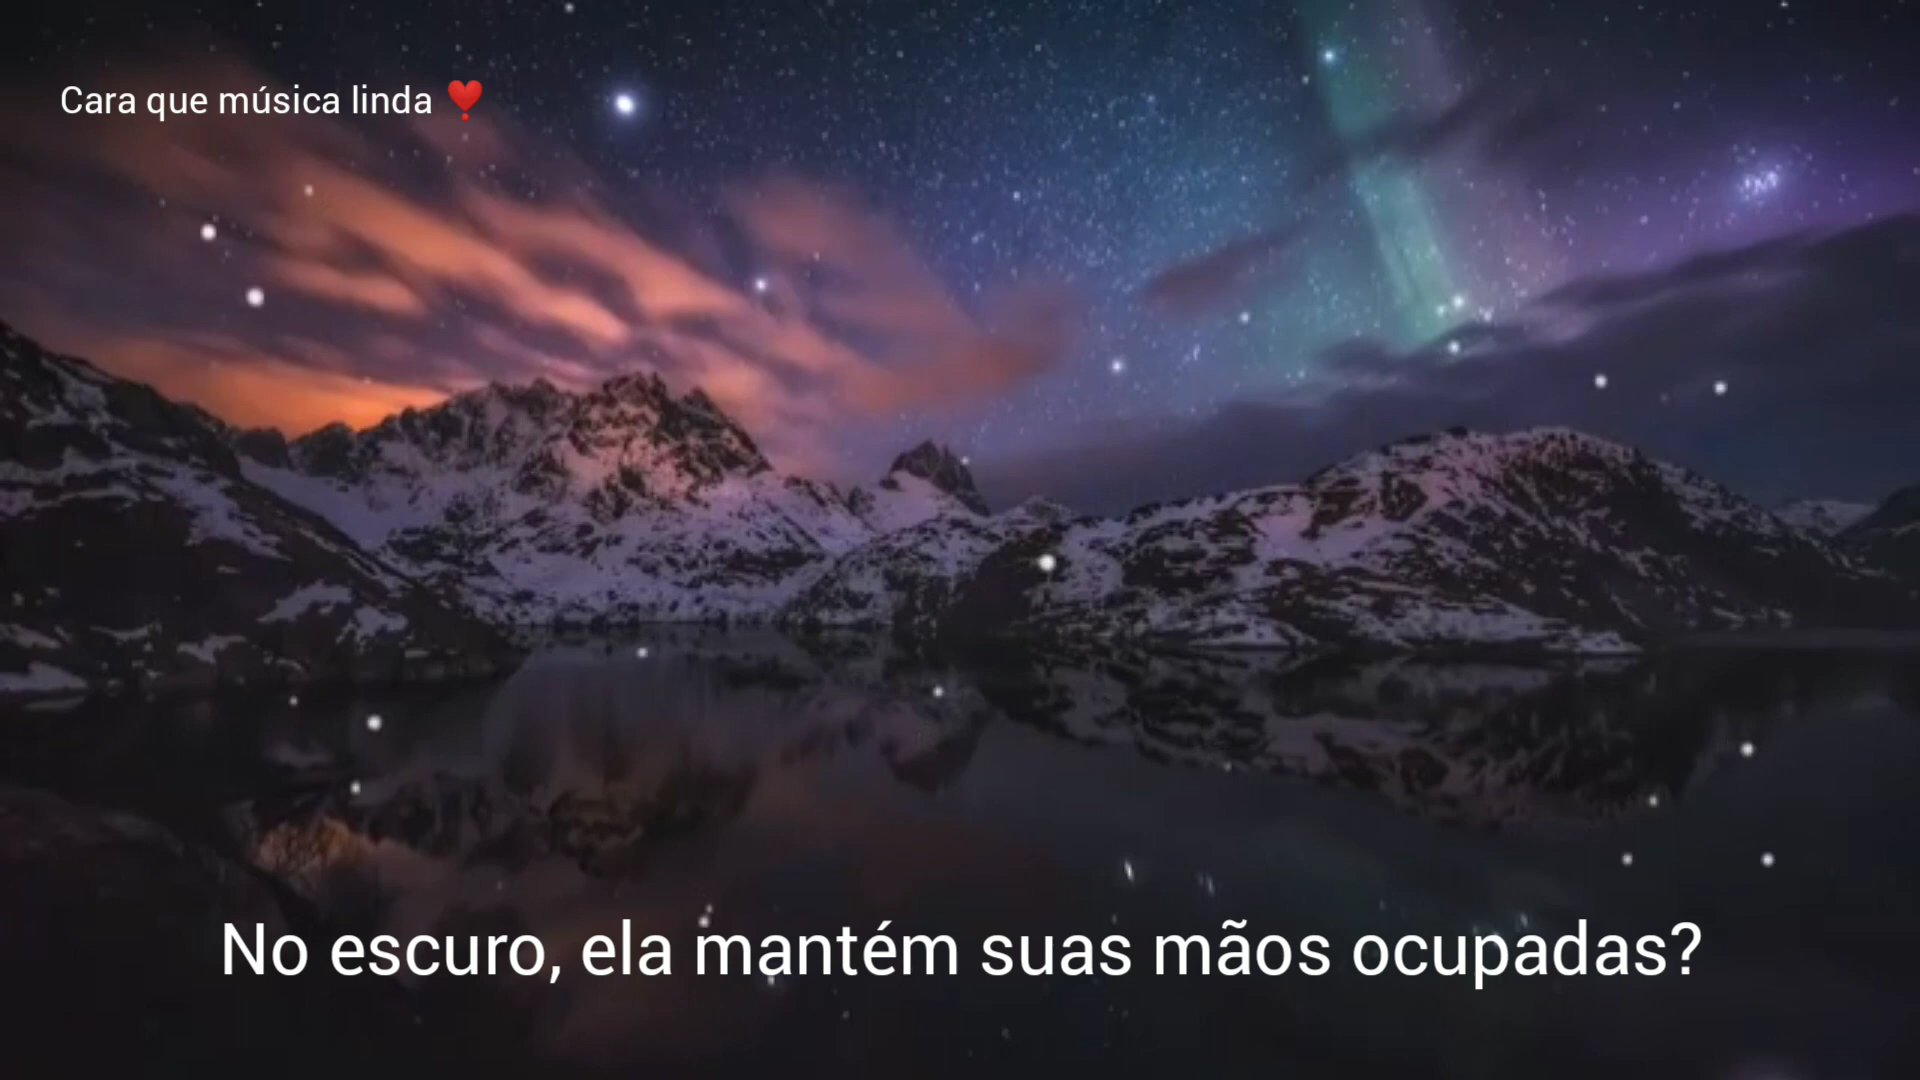 Cara que música linda ❣️
No escuro, ela mantém suas mãos ocupadas?